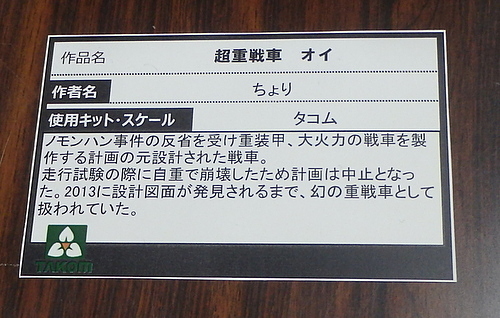 作品名 超重戦車 オイ
作者名 ちょり
使用キット・スケール タコム
ノモンハン事件の反省を受け重装甲、大火力の戦車を製
作する計画の元設計された戦車。
走行試験の際に自重で崩壊したため計画は中止となっ
た。2013に設計図面が発見されるまで、幻の重戦車として
扱われていた。
TAKOM